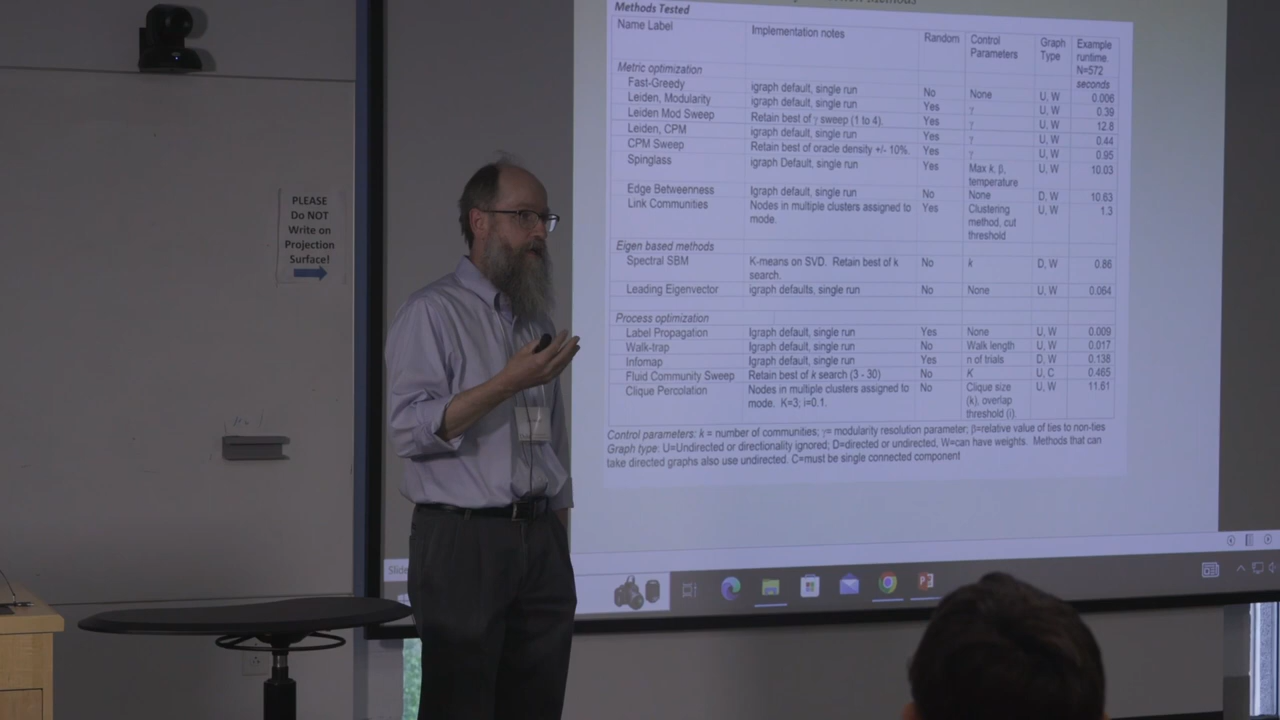 Methods Tested
Name Label Implementation notes Random Control Parameters Graph Type Example runtime. N=572 seconds
Metric optimization
Fast-Greedy igraph default, single run No None U, W 0.006
Leiden, Modularity igraph default, single run Yes γ U, W 0.39
Leiden Mod Sweep Retain best of γ sweep (1 to 4). Yes γ U, W 12.8
Leiden, CPM igraph default, single run Yes γ U, W 0.44
CPM Sweep Retain best of oracle density +/- 10%. Yes γ U, W 0.95
Spinglass igraph Default, single run Yes Max k, β, temperature U, W 10.03
Edge Betweenness Igraph default, single run No None D, W 10.63
Link Communities Nodes in multiple clusters assigned to mode. Yes Clustering method, cut threshold U, W 1.3
Eigen based methods
Spectral SBM K-means on SVD. Retain best of k search. No k D, W 0.86
Leading Eigenvector igraph defaults, single run No None U, W 0.064
Process optimization
Label Propagation Igraph default, single run Yes None U, W 0.009
Walk-trap Igraph default, single run No Walk length U, W 0.017
Infomap Igraph default, single run Yes n of trials D, W 0.138
Fluid Community Sweep Retain best of k search (3 - 30) No K U, C 0.465
Clique Percolation Nodes in multiple clusters assigned to mode. K=3; i=0.1. No Clique size (k), overlap threshold (i). U, W 11.61
Control parameters: k = number of communities; γ= modularity resolution parameter; β=relative value of ties to non-ties
Graph type: U=Undirected or directionality ignored; D=directed or undirected, W=can have weights. Methods that can
take directed graphs also use undirected. C=must be single connected component
PLEASE
Do NOT
Write on
Projection
Surface!
Slide